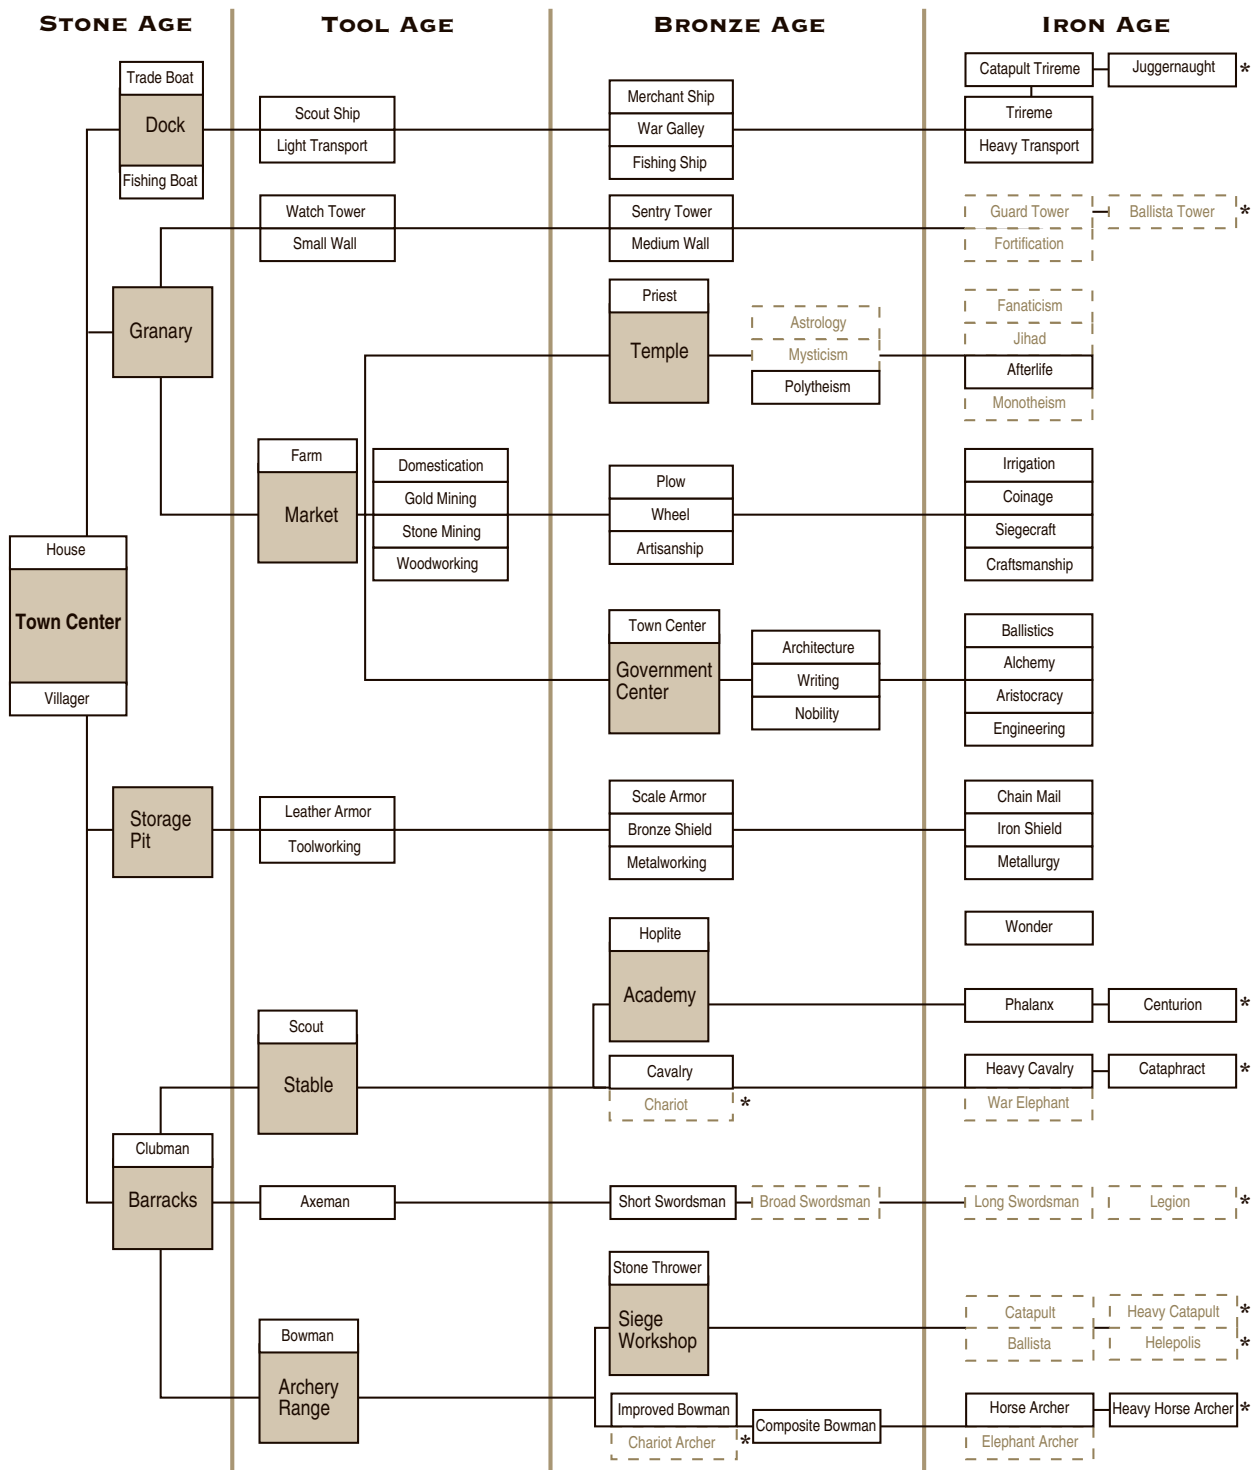 STONE AGE
TOOL AGE
BRONZE AGE
IRON AGE
Trade Boat
Dock
Fishing Boat
Scout Ship
Light Transport
Merchant Ship
War Galley
Fishing Ship
Catapult Trireme
Juggernaught
*
Trireme
Heavy Transport
Watch Tower
Small Wall
Sentry Tower
Medium Wall
Guard Tower
Ballista Tower
*
Fortification
Granary
Priest
Temple
Astrology
Mysticism
Polytheism
Fanaticism
Jihad
Afterlife
Monotheism
Farm
Market
Domestication
Gold Mining
Stone Mining
Woodworking
Plow
Wheel
Artisanship
Irrigation
Coinage
Siegecraft
Craftsmanship
House
Town Center
Villager
Town Center
Government
Center
Architecture
Writing
Nobility
Ballistics
Alchemy
Aristocracy
Engineering
Storage
Pit
Leather Armor
Toolworking
Scale Armor
Bronze Shield
Metalworking
Chain Mail
Iron Shield
Metallurgy
Wonder
Hoplite
Academy
Phalanx
Centurion
*
Scout
Stable
Cavalry
Chariot
*
Heavy Cavalry
Cataphract
*
War Elephant
Clubman
Barracks
Axeman
Short Swordsman
Broad Swordsman
Long Swordsman
Legion
*
Stone Thrower
Siege
Workshop
Catapult
Heavy Catapult
*
Ballista
Helepolis
*
Bowman
Archery
Range
Improved Bowman
Chariot Archer
*
Composite Bowman
Horse Archer
Heavy Horse Archer
*
Elephant Archer